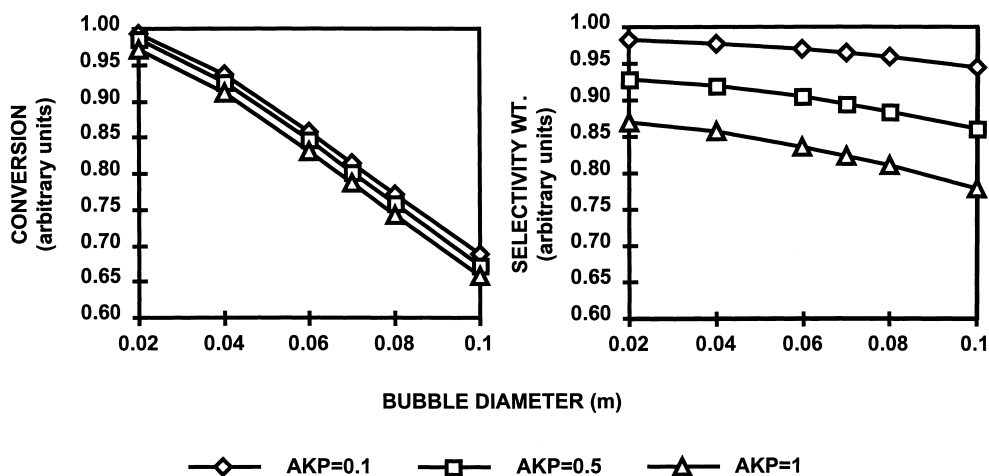 CONVERSION
(arbitrary units)
1.00
0.95
0.90
0.85
0.80
0.75
0.70
0.65
0.60
0.02 0.04 0.06 0.08 0.1
SELECTIVITY WT.
(arbitrary units)
1.00
0.95
0.90
0.85
0.80
0.75
0.70
0.65
0.60
0.02 0.04 0.06 0.08 0.1
BUBBLE DIAMETER (m)
AKP=0.1 AKP=0.5 AKP=1